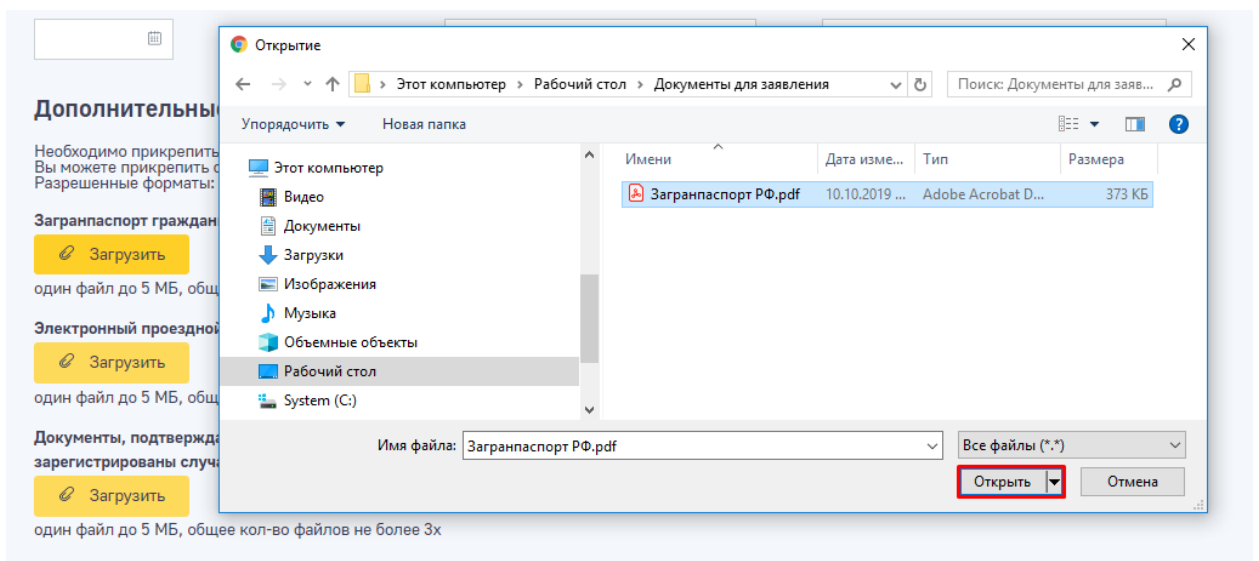 Открытие
Этот компьютер › Рабочий стол › Документы для заявления
Поиск: Документы для заяв...
Упорядочить
Новая папка
Этот компьютер
Видео
Документы
Загрузки
Изображения
Музыка
Объемные объекты
Рабочий стол
System (C:)
Имени Дата изме... Тип Размера
Загранпаспорт РФ.pdf 10.10.2019 ... Adobe Acrobat D... 373 КБ
Имя файла: Загранпаспорт РФ.pdf
Все файлы (*.*)
Открыть
Отмена
Дополнительны
Необходимо прикрепить
Вы можете прикрепить
Разрешенные форматы:
Загранпаспорт граждан
Загрузить
один файл до 5 МБ, общ
Электронный проездной
Загрузить
один файл до 5 МБ, общ
Документы, подтвержда
зарегистрированы случа
Загрузить
один файл до 5 МБ, общее кол-во файлов не более 3х